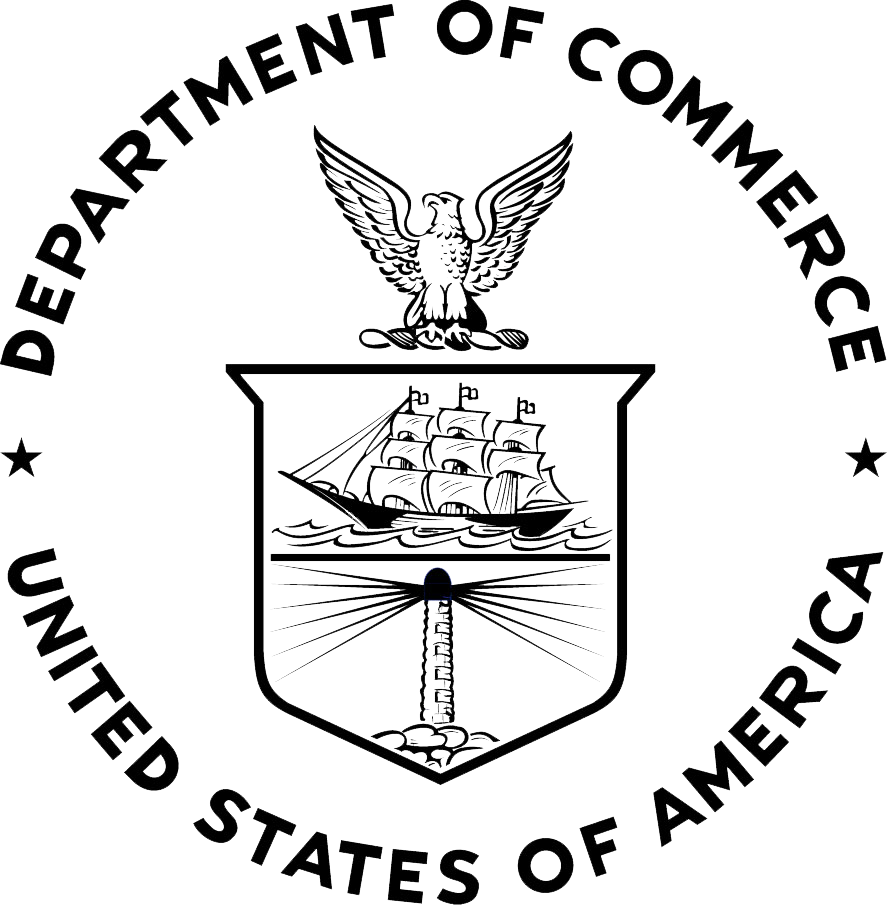 DEPARTMENT OF COMMERCE
UNITED STATES OF AMERICA